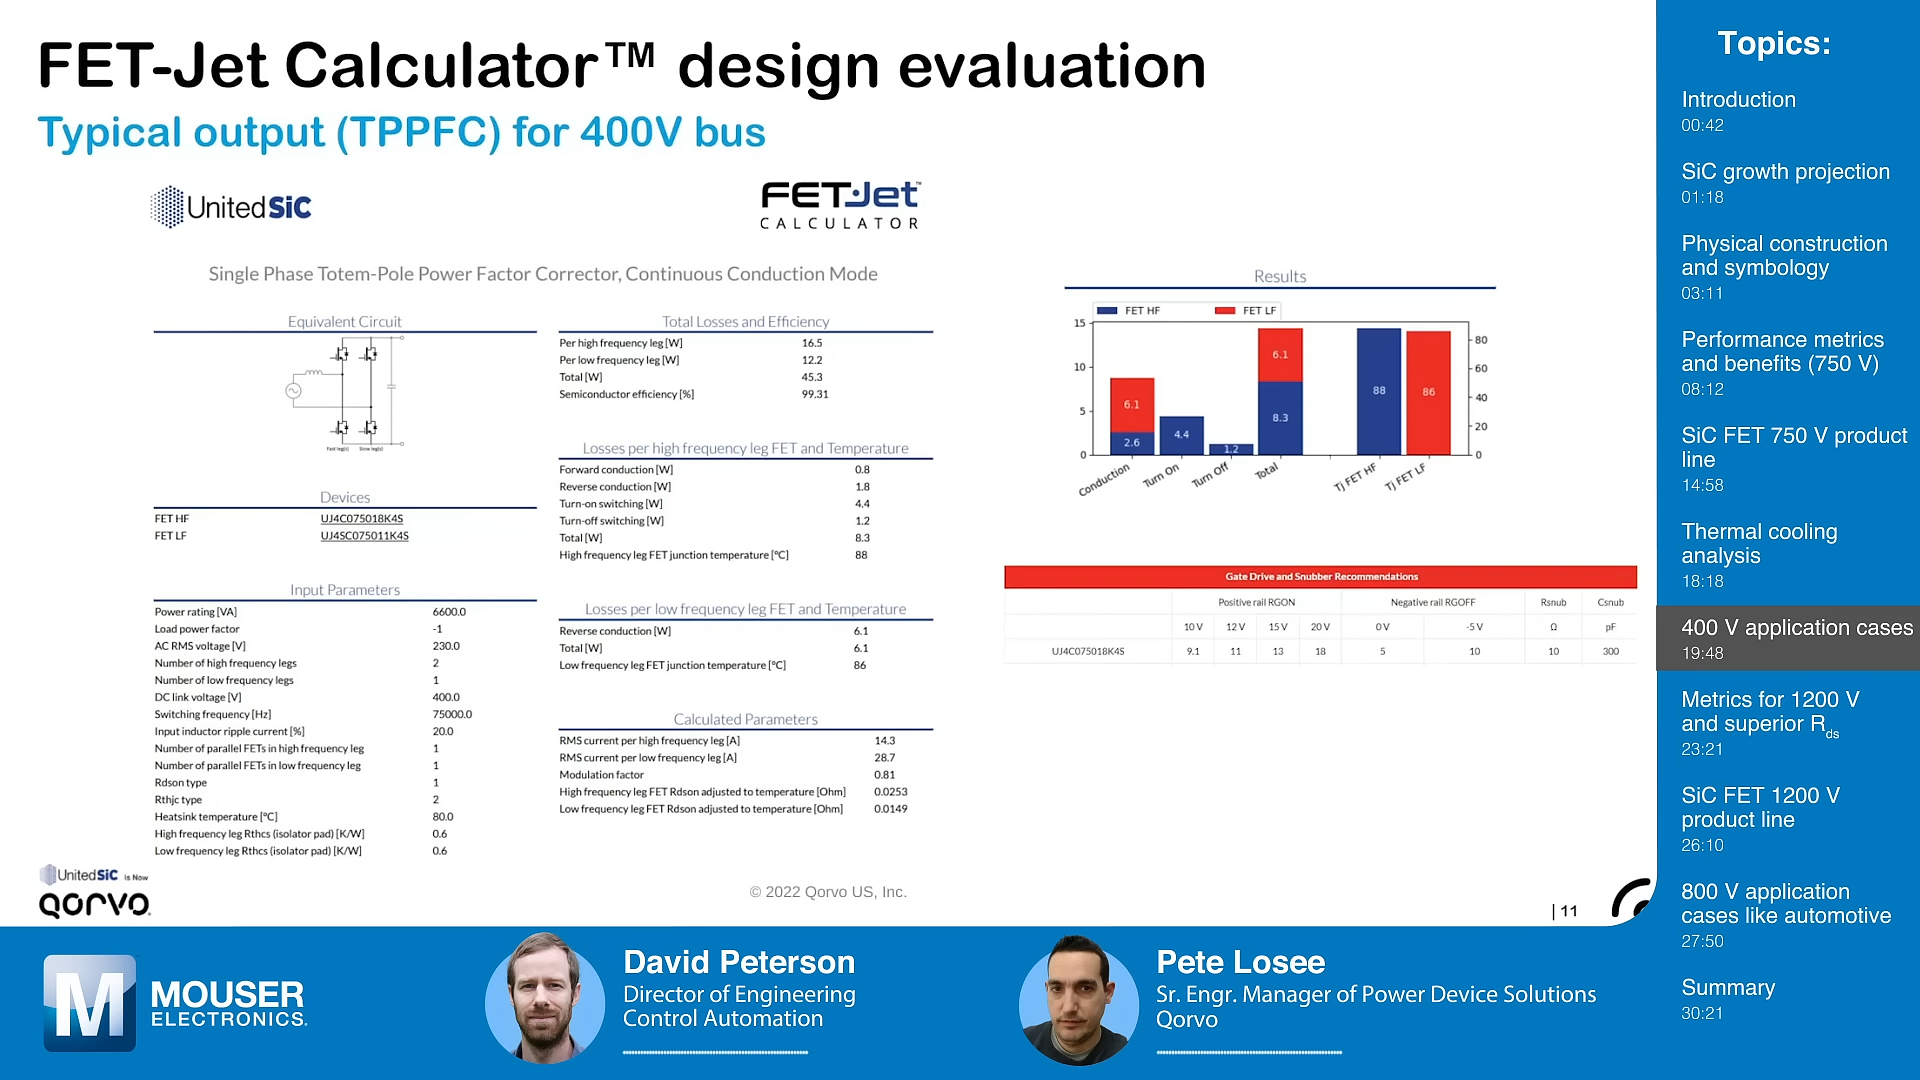 FET-Jet Calculator™ design evaluation
Typical output (TPPFC) for 400V bus
UnitedSiC
FET-Jet™
CALCULATOR
Single Phase Totem-Pole Power Factor Corrector, Continuous Conduction Mode
Equivalent Circuit
Fast leg(s) Slow leg(s)
Devices
FET HF UJ4C075018K4S
FET LF UJ4SC075011K4S
Input Parameters
Power rating [VA] 6600.0
Load power factor -1
AC RMS voltage [V] 230.0
Number of high frequency legs 2
Number of low frequency legs 1
DC link voltage [V] 400.0
Switching frequency [Hz] 75000.0
Input inductor ripple current [%] 20.0
Number of parallel FETs in high frequency leg 1
Number of parallel FETs in low frequency leg 1
Rdson type 1
Rthjc type 2
Heatsink temperature [°C] 80.0
High frequency leg Rthcs (isolator pad) [K/W] 0.6
Low frequency leg Rthcs (isolator pad) [K/W] 0.6
Total Losses and Efficiency
Per high frequency leg [W] 16.5
Per low frequency leg [W] 12.2
Total [W] 45.3
Semiconductor efficiency [%] 99.31
Losses per high frequency leg FET and Temperature
Forward conduction [W] 0.8
Reverse conduction [W] 1.8
Turn-on switching [W] 4.4
Turn-off switching [W] 1.2
Total [W] 8.3
High frequency leg FET junction temperature [°C] 88
Losses per low frequency leg FET and Temperature
Reverse conduction [W] 6.1
Total [W] 6.1
Low frequency leg FET junction temperature [°C] 86
Calculated Parameters
RMS current per high frequency leg [A] 14.3
RMS current per low frequency leg [A] 28.7
Modulation factor 0.81
High frequency leg FET Rdson adjusted to temperature [Ohm] 0.0253
Low frequency leg FET Rdson adjusted to temperature [Ohm] 0.0149
Results
FET HF FET LF
15 10 5 0
6.1 2.6 4.4 1.2 6.1 8.3 88 86
80 60 40 20 0
Conduction Turn On Turn Off Total Tj FET HF Tj FET LF
Gate Drive and Snubber Recommendations
Positive rail RGON Negative rail RGOFF Rsnub Csnub
10 V 12 V 15 V 20 V 0 V -5 V Ω pF
UJ4C075018K4S 9.1 11 13 18 5 10 10 300
UnitedSiC is Now
QORVO
© 2022 Qorvo US, Inc.
| 11
Topics:
Introduction
00:42
SiC growth projection
01:18
Physical construction
and symbology
03:11
Performance metrics
and benefits (750 V)
08:12
SiC FET 750 V product
line
14:58
Thermal cooling
analysis
18:18
400 V application cases
19:48
Metrics for 1200 V
and superior Rds
23:21
SiC FET 1200 V
product line
26:10
800 V application
cases like automotive
27:50
Summary
30:21
M
MOUSER
ELECTRONICS.
David Peterson
Director of Engineering
Control Automation
Pete Losee
Sr. Engr. Manager of Power Device Solutions
Qorvo